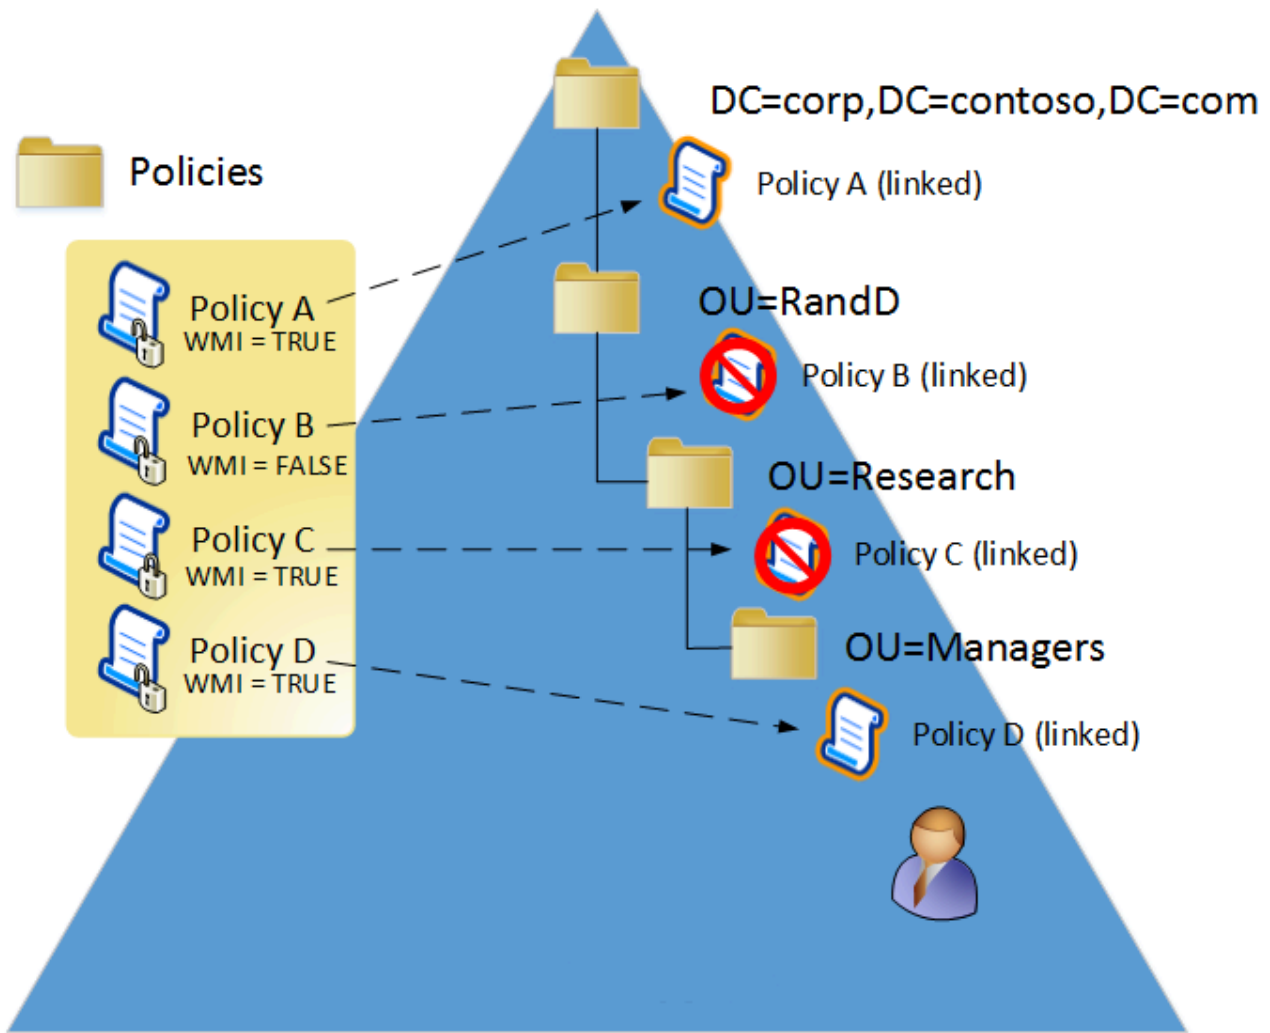 DC=corp,DC=contoso,DC=com
Policies
Policy A (linked)
Policy A
WMI = TRUE
OU=RandD
Policy B (linked)
Policy B
WMI = FALSE
OU=Research
Policy C
WMI = TRUE
Policy C (linked)
OU=Managers
Policy D
WMI = TRUE
Policy D (linked)